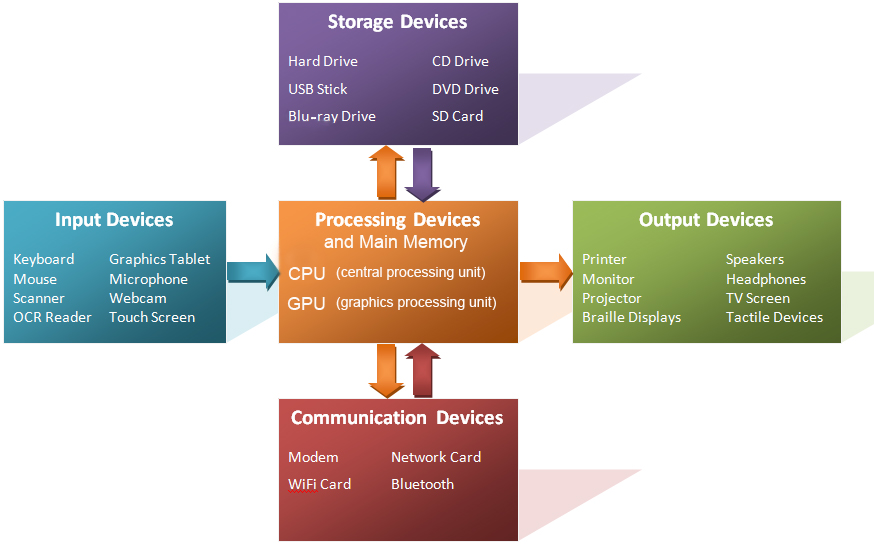 Storage Devices
Hard Drive CD Drive
USB Stick DVD Drive
Blu-ray Drive SD Card
Input Devices
Keyboard Graphics Tablet
Mouse Microphone
Scanner Webcam
OCR Reader Touch Screen
Processing Devices
and Main Memory
CPU (central processing unit)
GPU (graphics processing unit)
Output Devices
Printer Speakers
Monitor Headphones
Projector TV Screen
Braille Displays Tactile Devices
Communication Devices
Modem Network Card
WiFi Card Bluetooth